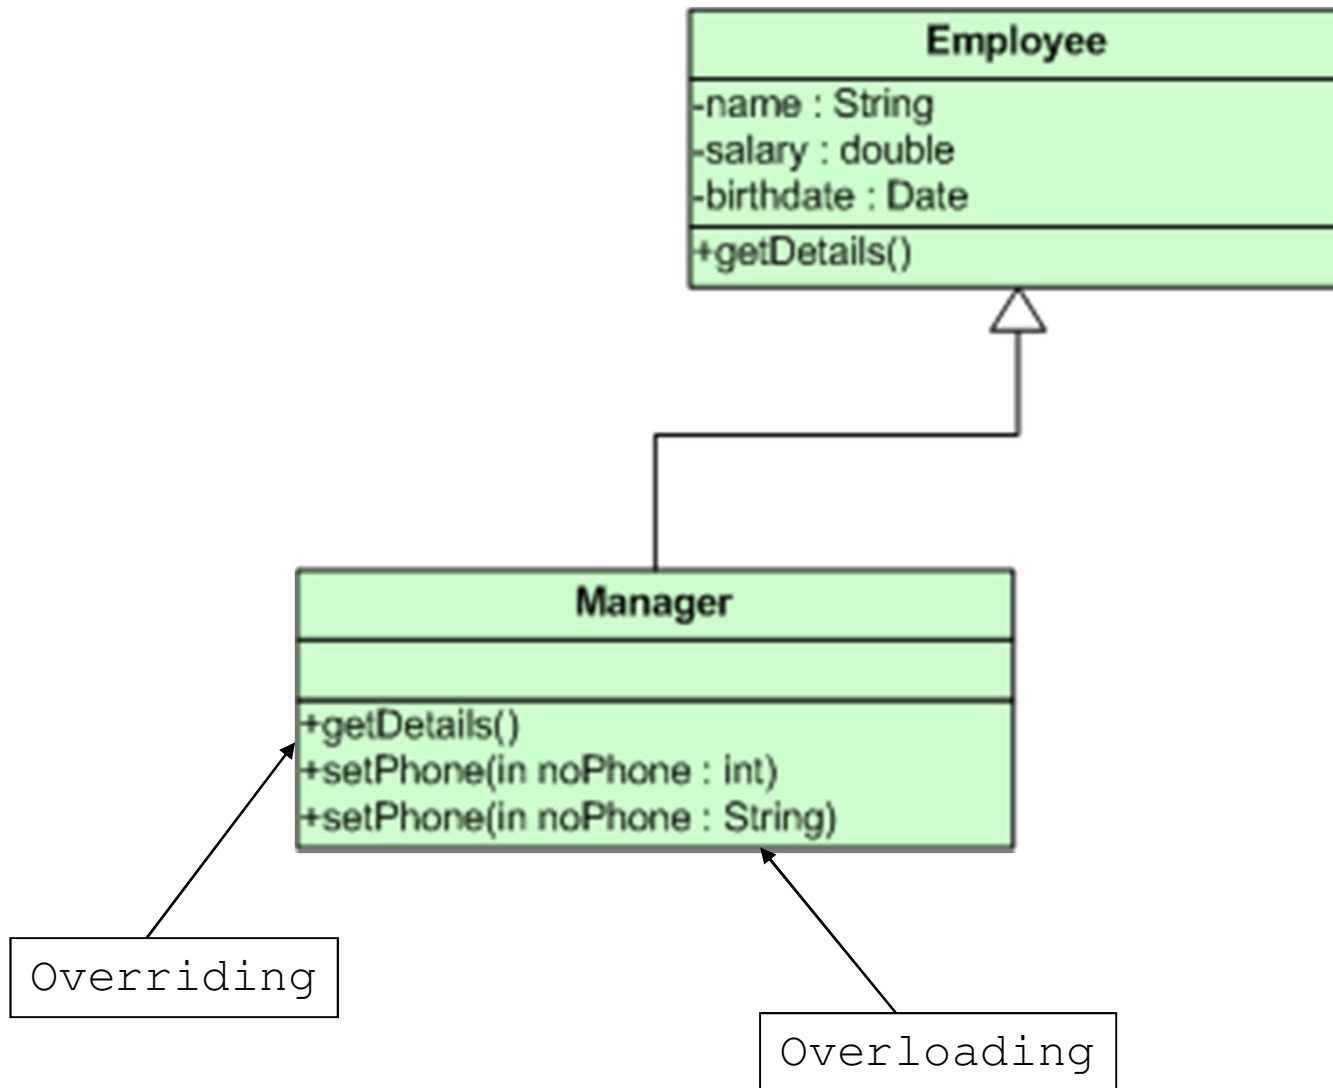 Employee
-name : String
-salary : double
-birthdate : Date
+getDetails()
Manager
+getDetails()
+setPhone(in noPhone : int)
+setPhone(in noPhone : String)
Overriding
Overloading